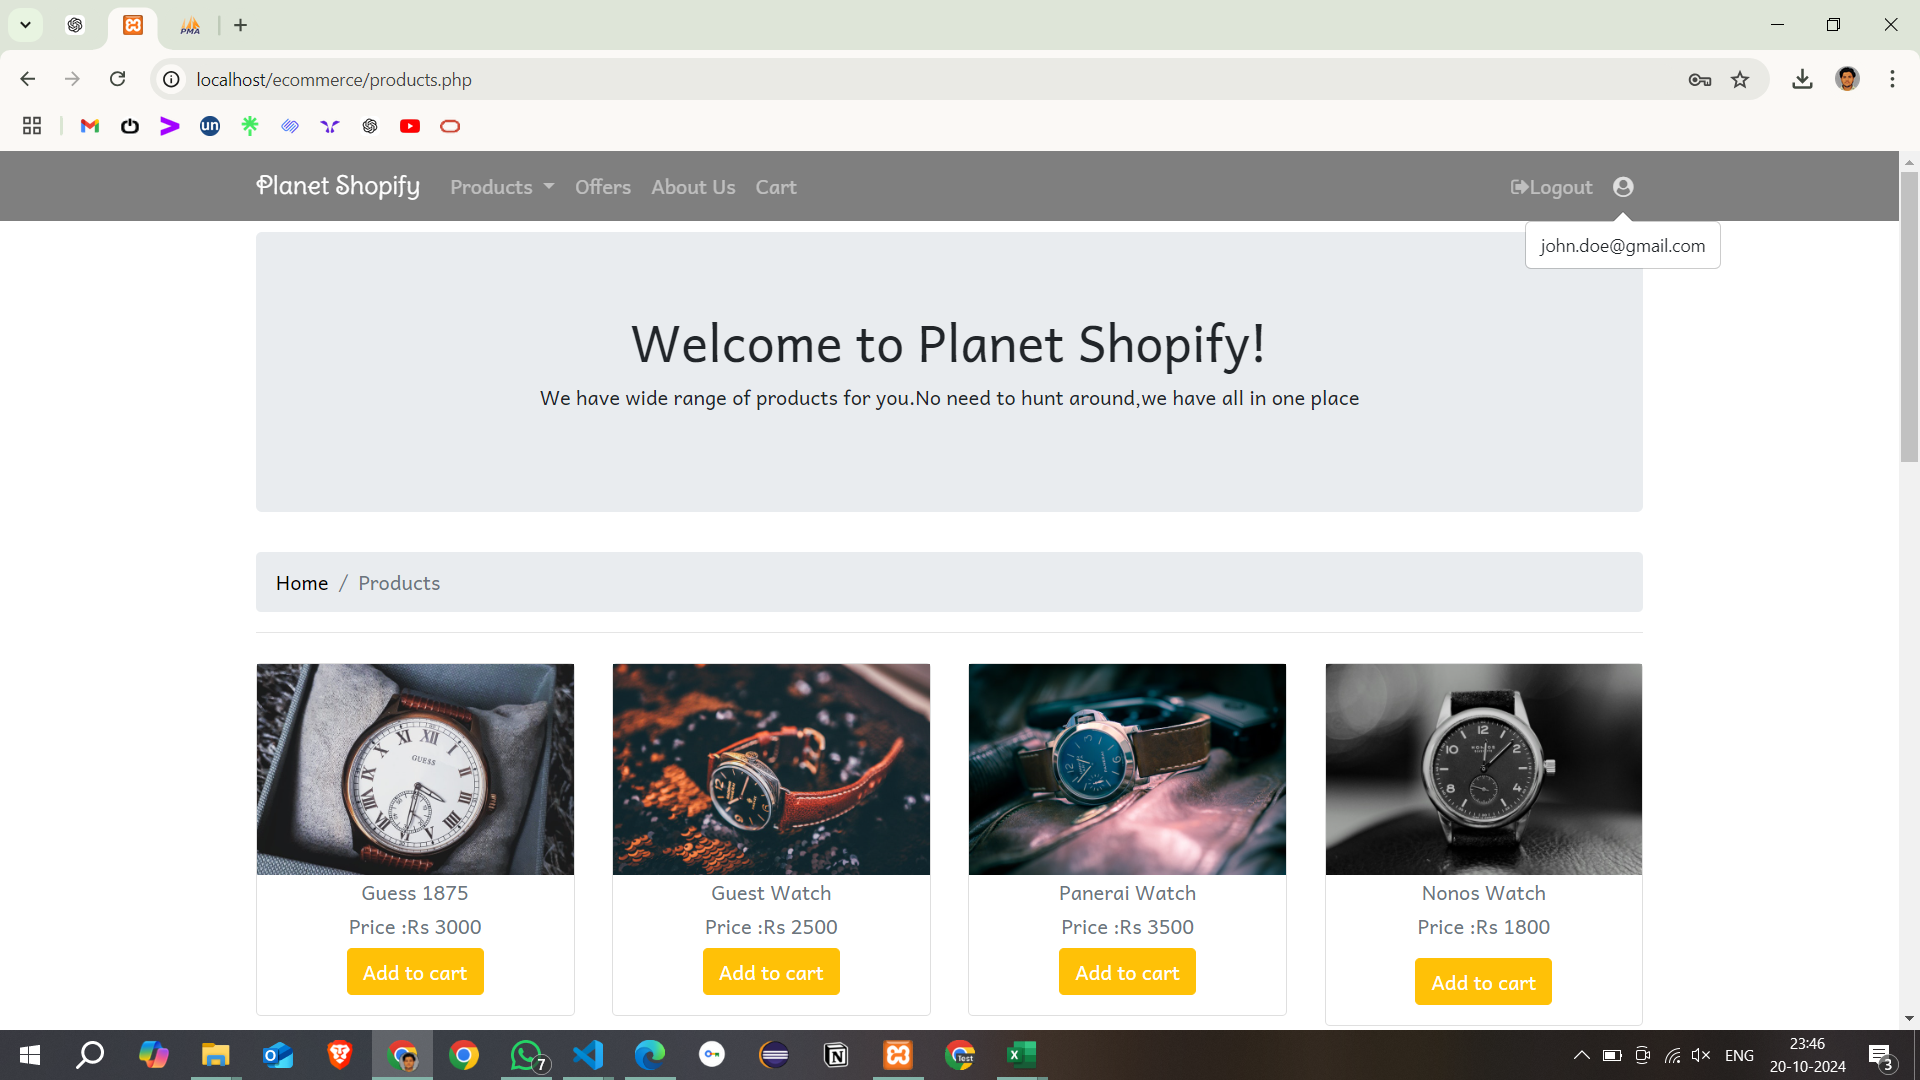 PMA
localhost/ecommerce/products.php
un
Planet Shopify
Products
Offers
About Us
Cart
Logout
john.doe@gmail.com
Welcome to Planet Shopify!
We have wide range of products for you.No need to hunt around,we have all in one place
Home / Products
GUESS
Guess 1875
Price :Rs 3000
Add to cart
Guest Watch
Price :Rs 2500
Add to cart
Panerai Watch
Price :Rs 3500
Add to cart
Nonos Watch
Price :Rs 1800
Add to cart
7
Test
ENG
23:46
20-10-2024
3